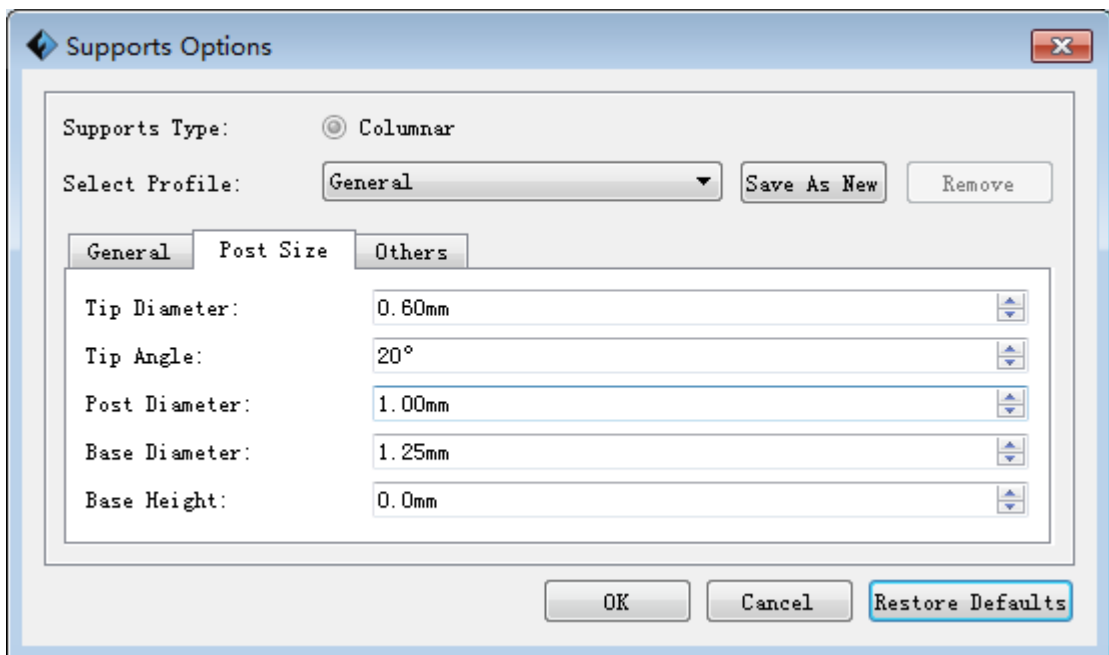 Supports Options
Supports Type: Columnar
Select Profile: General Save As New Remove
General Post Size Others
Tip Diameter: 0.60mm
Tip Angle: 20°
Post Diameter: 1.00mm
Base Diameter: 1.25mm
Base Height: 0.0mm
OK Cancel Restore Defaults